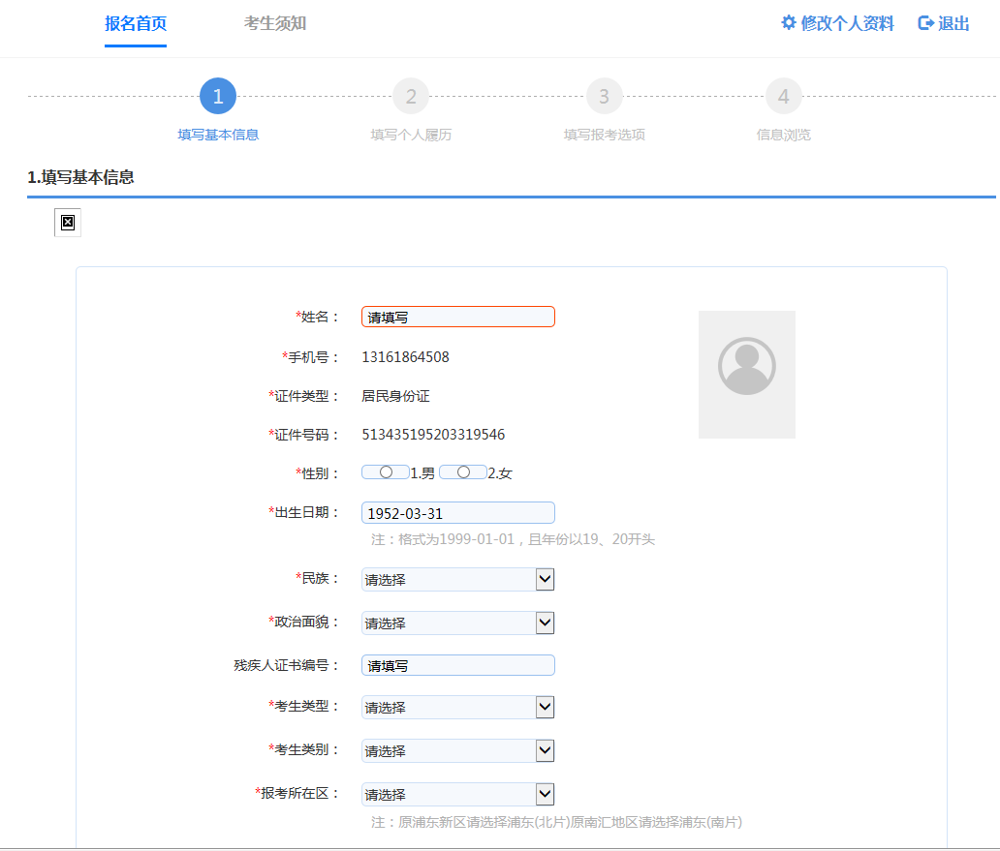 报名首页 考生须知 修改个人资料 退出
1 2 3 4
填写基本信息 填写个人履历 填写报考选项 信息浏览
1.填写基本信息
*姓名： 请填写
*手机号： 13161864508
*证件类型： 居民身份证
*证件号码： 513435195203319546
*性别： 1.男 2.女
*出生日期： 1952-03-31
注：格式为1999-01-01，且年份以19、20开头
*民族： 请选择
*政治面貌： 请选择
残疾人证书编号： 请填写
*考生类型： 请选择
*考生类别： 请选择
*报考所在区： 请选择
注：原浦东新区请选择浦东(北片)原南汇地区请选择浦东(南片)